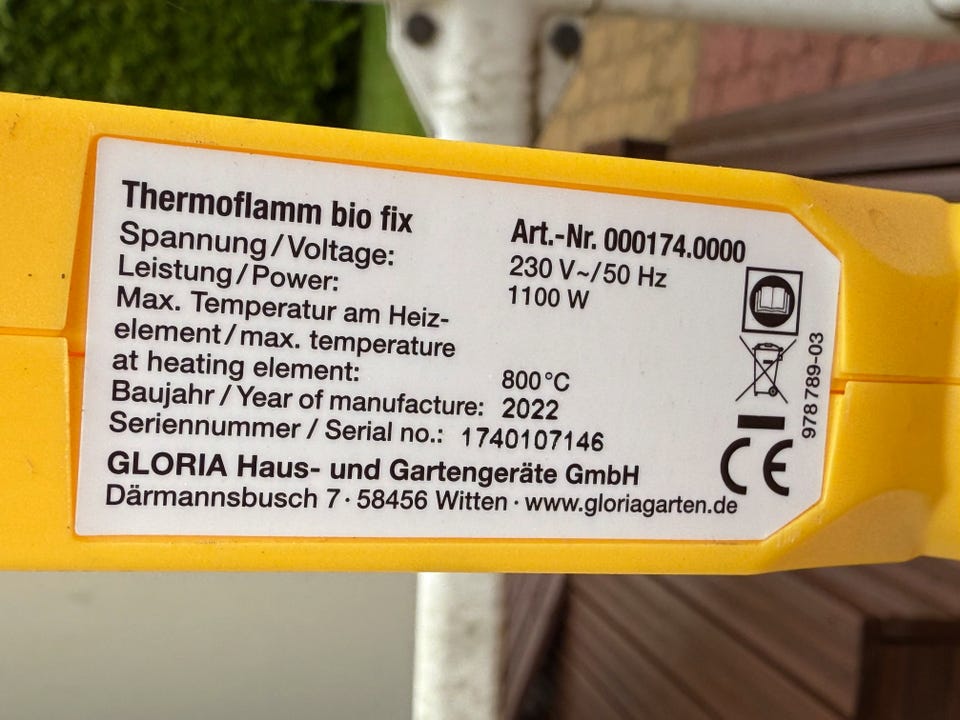 Thermoflamm bio fix Art.-Nr. 000174.0000
Spannung/Voltage: 230 V~/50 Hz
Leistung/Power: 1100 W
Max. Temperatur am Heiz-
element/max. temperature
at heating element: 800°C
Baujahr / Year of manufacture: 2022
Seriennummer / Serial no.: 1740107146
GLORIA Haus- und Gartengeräte GmbH
Därmannsbusch 7 · 58456 Witten · www.gloriagarten.de
CE
978 789-03